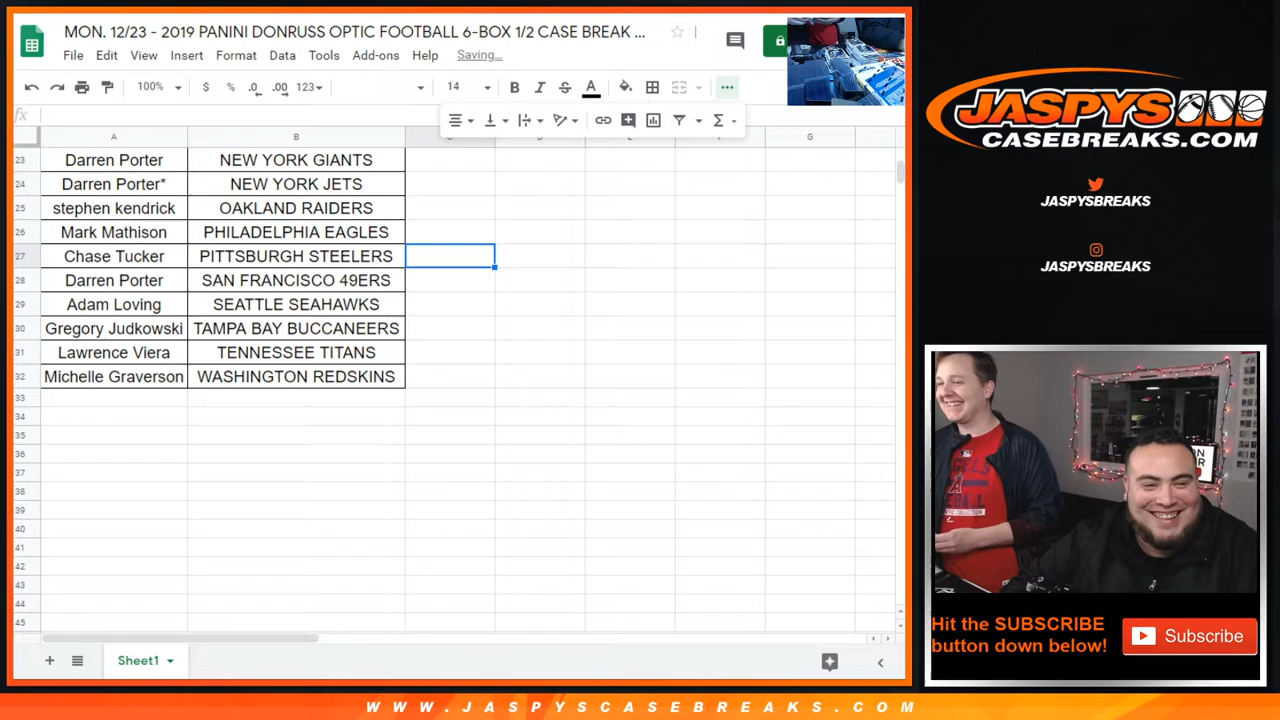 MON. 12/23 - 2019 PANINI DONRUSS OPTIC FOOTBALL 6-BOX 1/2 CASE BREAK ...
File Edit View Insert Format Data Tools Add-ons Help Saving...
100% $ % .0 .00 123 14 B I S A
fx
A B C D E F G
23 Darren Porter NEW YORK GIANTS
24 Darren Porter* NEW YORK JETS
25 stephen kendrick OAKLAND RAIDERS
26 Mark Mathison PHILADELPHIA EAGLES
27 Chase Tucker PITTSBURGH STEELERS
28 Darren Porter SAN FRANCISCO 49ERS
29 Adam Loving SEATTLE SEAHAWKS
30 Gregory Judkowski TAMPA BAY BUCCANEERS
31 Lawrence Viera TENNESSEE TITANS
32 Michelle Graverson WASHINGTON REDSKINS
33
34
35
36
37
38
39
40
41
42
43
44
45
Sheet1
JASPYS
CASEBREAKS.COM
JASPYSBREAKS
JASPYSBREAKS
Hit the SUBSCRIBE
button down below!
Subscribe
WWW.JASPYSCASEBREAKS.COM